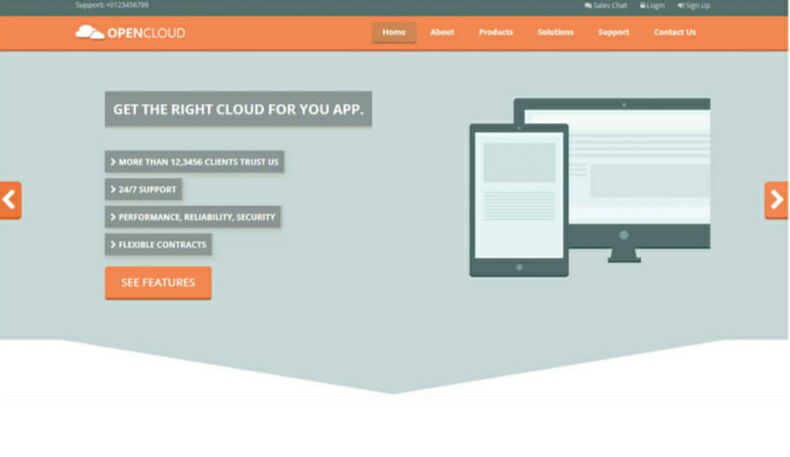 Support: +0123456789
Sales Chat Login Sign Up
OPENCLOUD
Home About Products Solutions Support Contact Us
GET THE RIGHT CLOUD FOR YOU APP.
MORE THAN 12,3456 CLIENTS TRUST US
24/7 SUPPORT
PERFORMANCE, RELIABILITY, SECURITY
FLEXIBLE CONTRACTS
SEE FEATURES